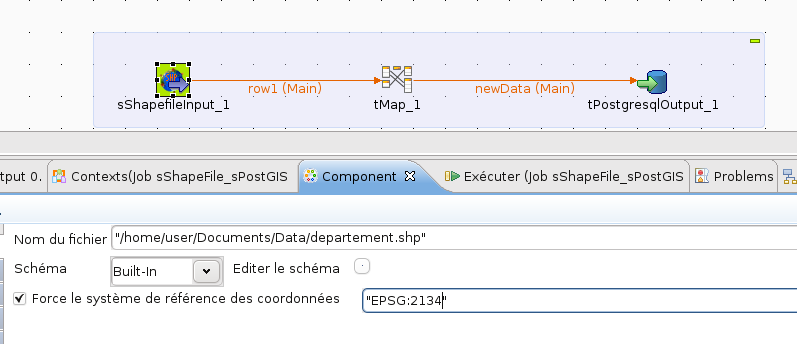 row1 (Main)
newData (Main)
sShapefileInput_1
tMap_1
tPostgresqlOutput_1
tput 0.
Contexts(Job sShapeFile_sPostGIS
Component
Exécuter (Job sShapeFile_sPostGIS
Problems
Nom du fichier
"/home/user/Documents/Data/departement.shp"
Schéma
Built-In
Editer le schéma
Force le système de référence des coordonnées
"EPSG:2134"